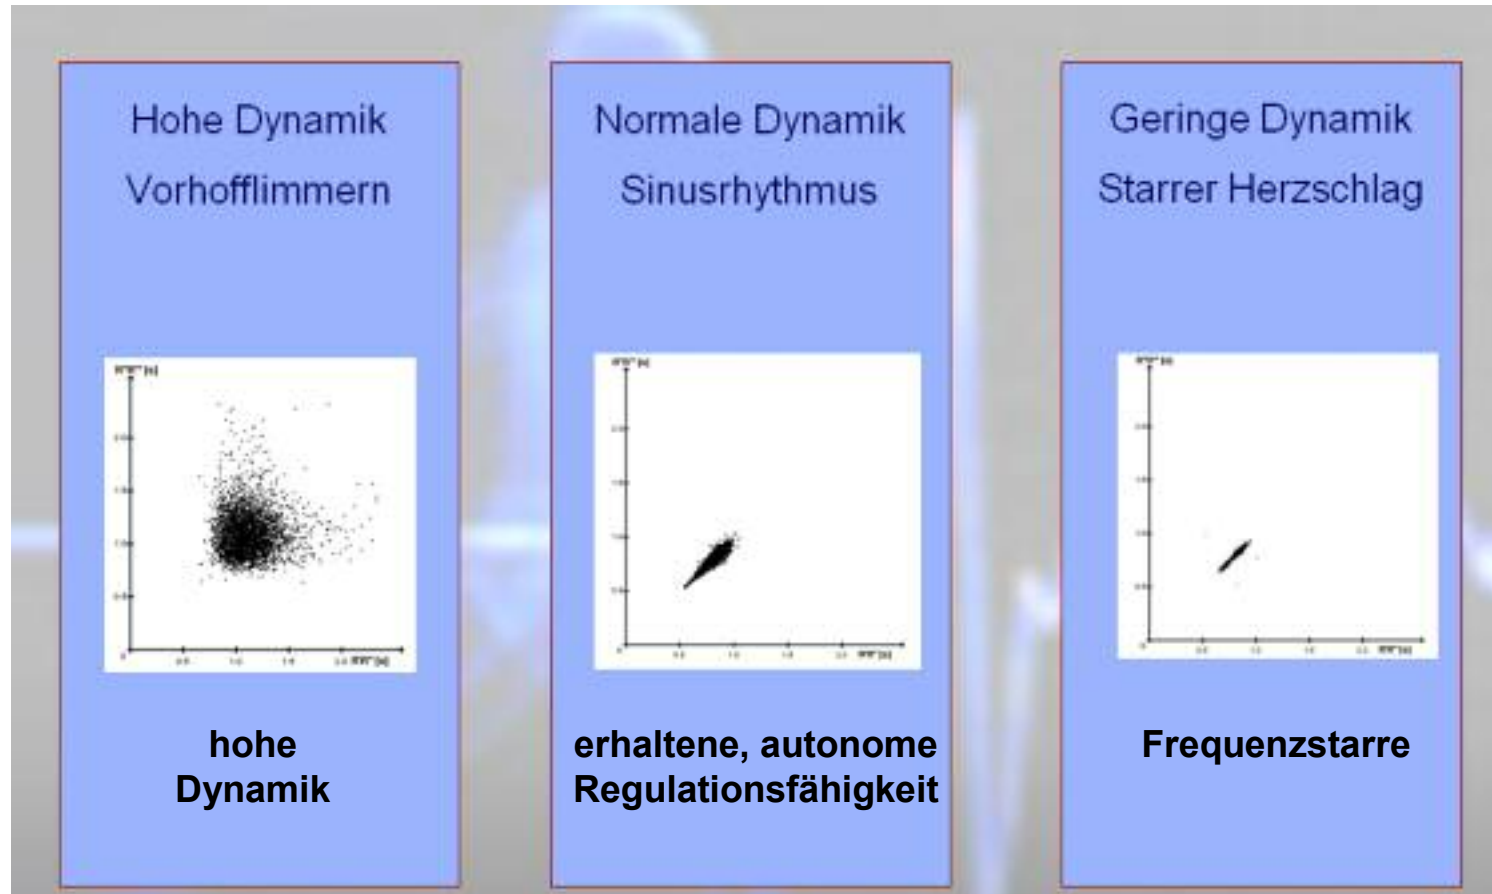 Hohe Dynamik
Vorhofflimmern
hohe
Dynamik
Normale Dynamik
Sinusrhythmus
erhaltene, autonome
Regulationsfähigkeit
Geringe Dynamik
Starrer Herzschlag
Frequenzstarre